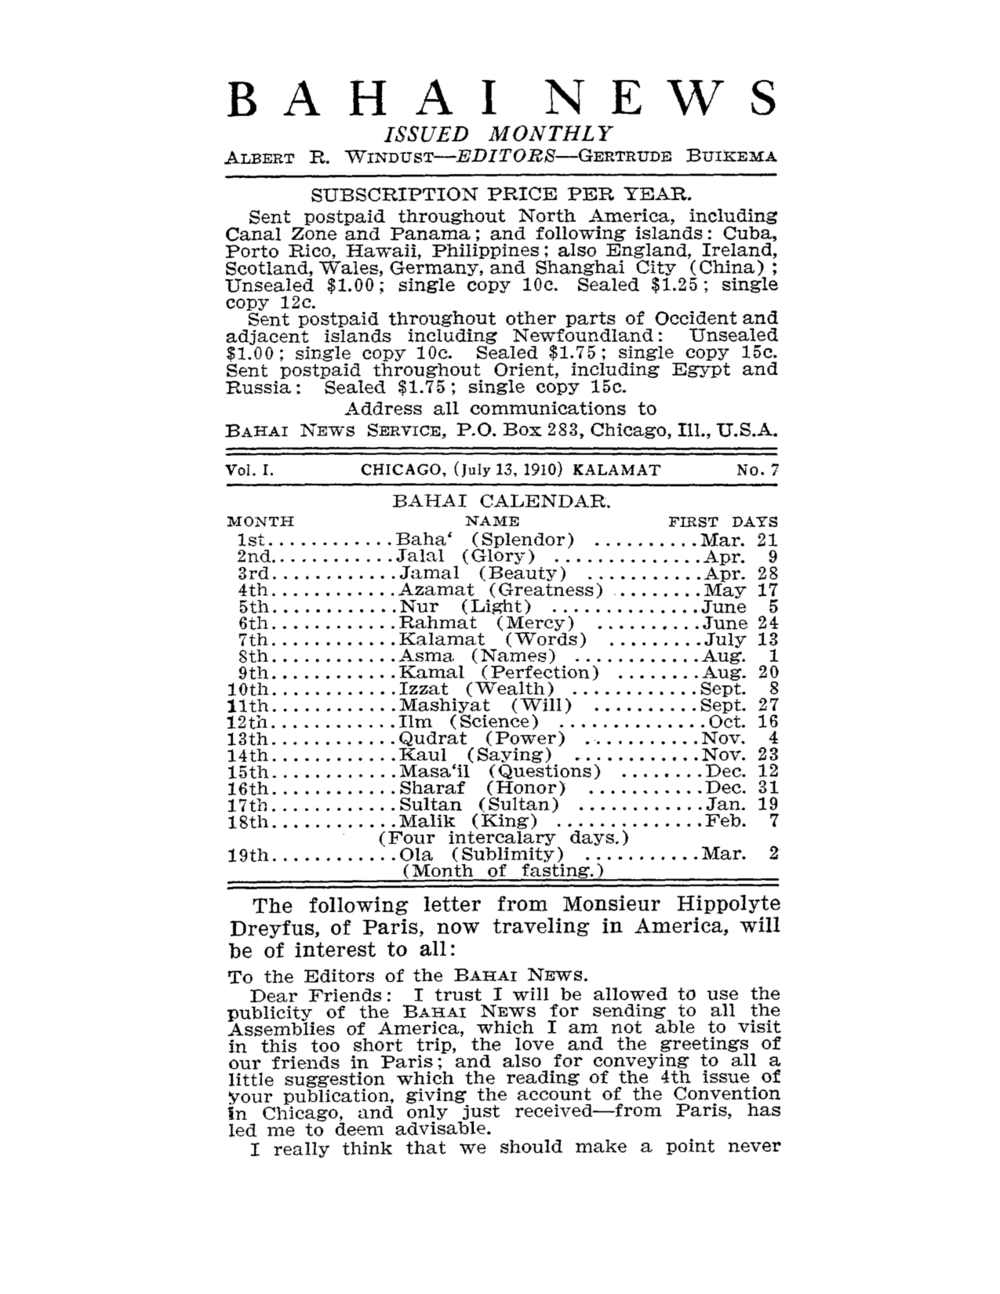 BAHAI NEWS
ISSUED MONTHLY
ALBERT R. WINDUST—EDITORS—GERTRUDE BUIKEMA
SUBSCRIPTION PRICE PER YEAR.
Sent postpaid throughout North America, including
Canal Zone and Panama; and following islands: Cuba,
Porto Rico, Hawaii, Philippines; also England, Ireland,
Scotland, Wales, Germany, and Shanghai City (China);
Unsealed $1.00; single copy 10c. Sealed $1.25; single
copy 12c.
Sent postpaid throughout other parts of Occident and
adjacent islands including Newfoundland: Unsealed
$1.00; single copy 10c. Sealed $1.75; single copy 15c.
Sent postpaid throughout Orient, including Egypt and
Russia: Sealed $1.75; single copy 15c.
Address all communications to
BAHAI NEWS SERVICE, P.O. Box 283, Chicago, Ill., U.S.A.
Vol. I. CHICAGO, (July 13, 1910) KALAMAT No. 7
BAHAI CALENDAR.
MONTH NAME FIRST DAYS
1st............Baha‘ (Splendor) ..........Mar. 21
2nd............Jalal (Glory) ..............Apr. 9
3rd............Jamal (Beauty) ...........Apr. 28
4th............Azamat (Greatness) ........May 17
5th............Nur (Light) ..............June 5
6th............Rahmat (Mercy) ..........June 24
7th............Kalamat (Words) .........July 13
8th............Asma (Names) ............Aug. 1
9th............Kamal (Perfection) ........Aug. 20
10th............Izzat (Wealth) ............Sept. 8
11th............Mashiyat (Will) ..........Sept. 27
12th............Ilm (Science) ..............Oct. 16
13th............Qudrat (Power) ...........Nov. 4
14th............Kaul (Saying) ............Nov. 23
15th............Masa‘il (Questions) ........Dec. 12
16th............Sharaf (Honor) ...........Dec. 31
17th............Sultan (Sultan) ............Jan. 19
18th............Malik (King) ..............Feb. 7
(Four intercalary days.)
19th............Ola (Sublimity) ...........Mar. 2
(Month of fasting.)
The following letter from Monsieur Hippolyte
Dreyfus, of Paris, now traveling in America, will
be of interest to all:
To the Editors of the BAHAI NEWS.
Dear Friends: I trust I will be allowed to use the
publicity of the BAHAI NEWS for sending to all the
Assemblies of America, which I am not able to visit
in this too short trip, the love and the greetings of
our friends in Paris; and also for conveying to all a
little suggestion which the reading of the 4th issue of
your publication, giving the account of the Convention
in Chicago, and only just received—from Paris, has
led me to deem advisable.
I really think that we should make a point never